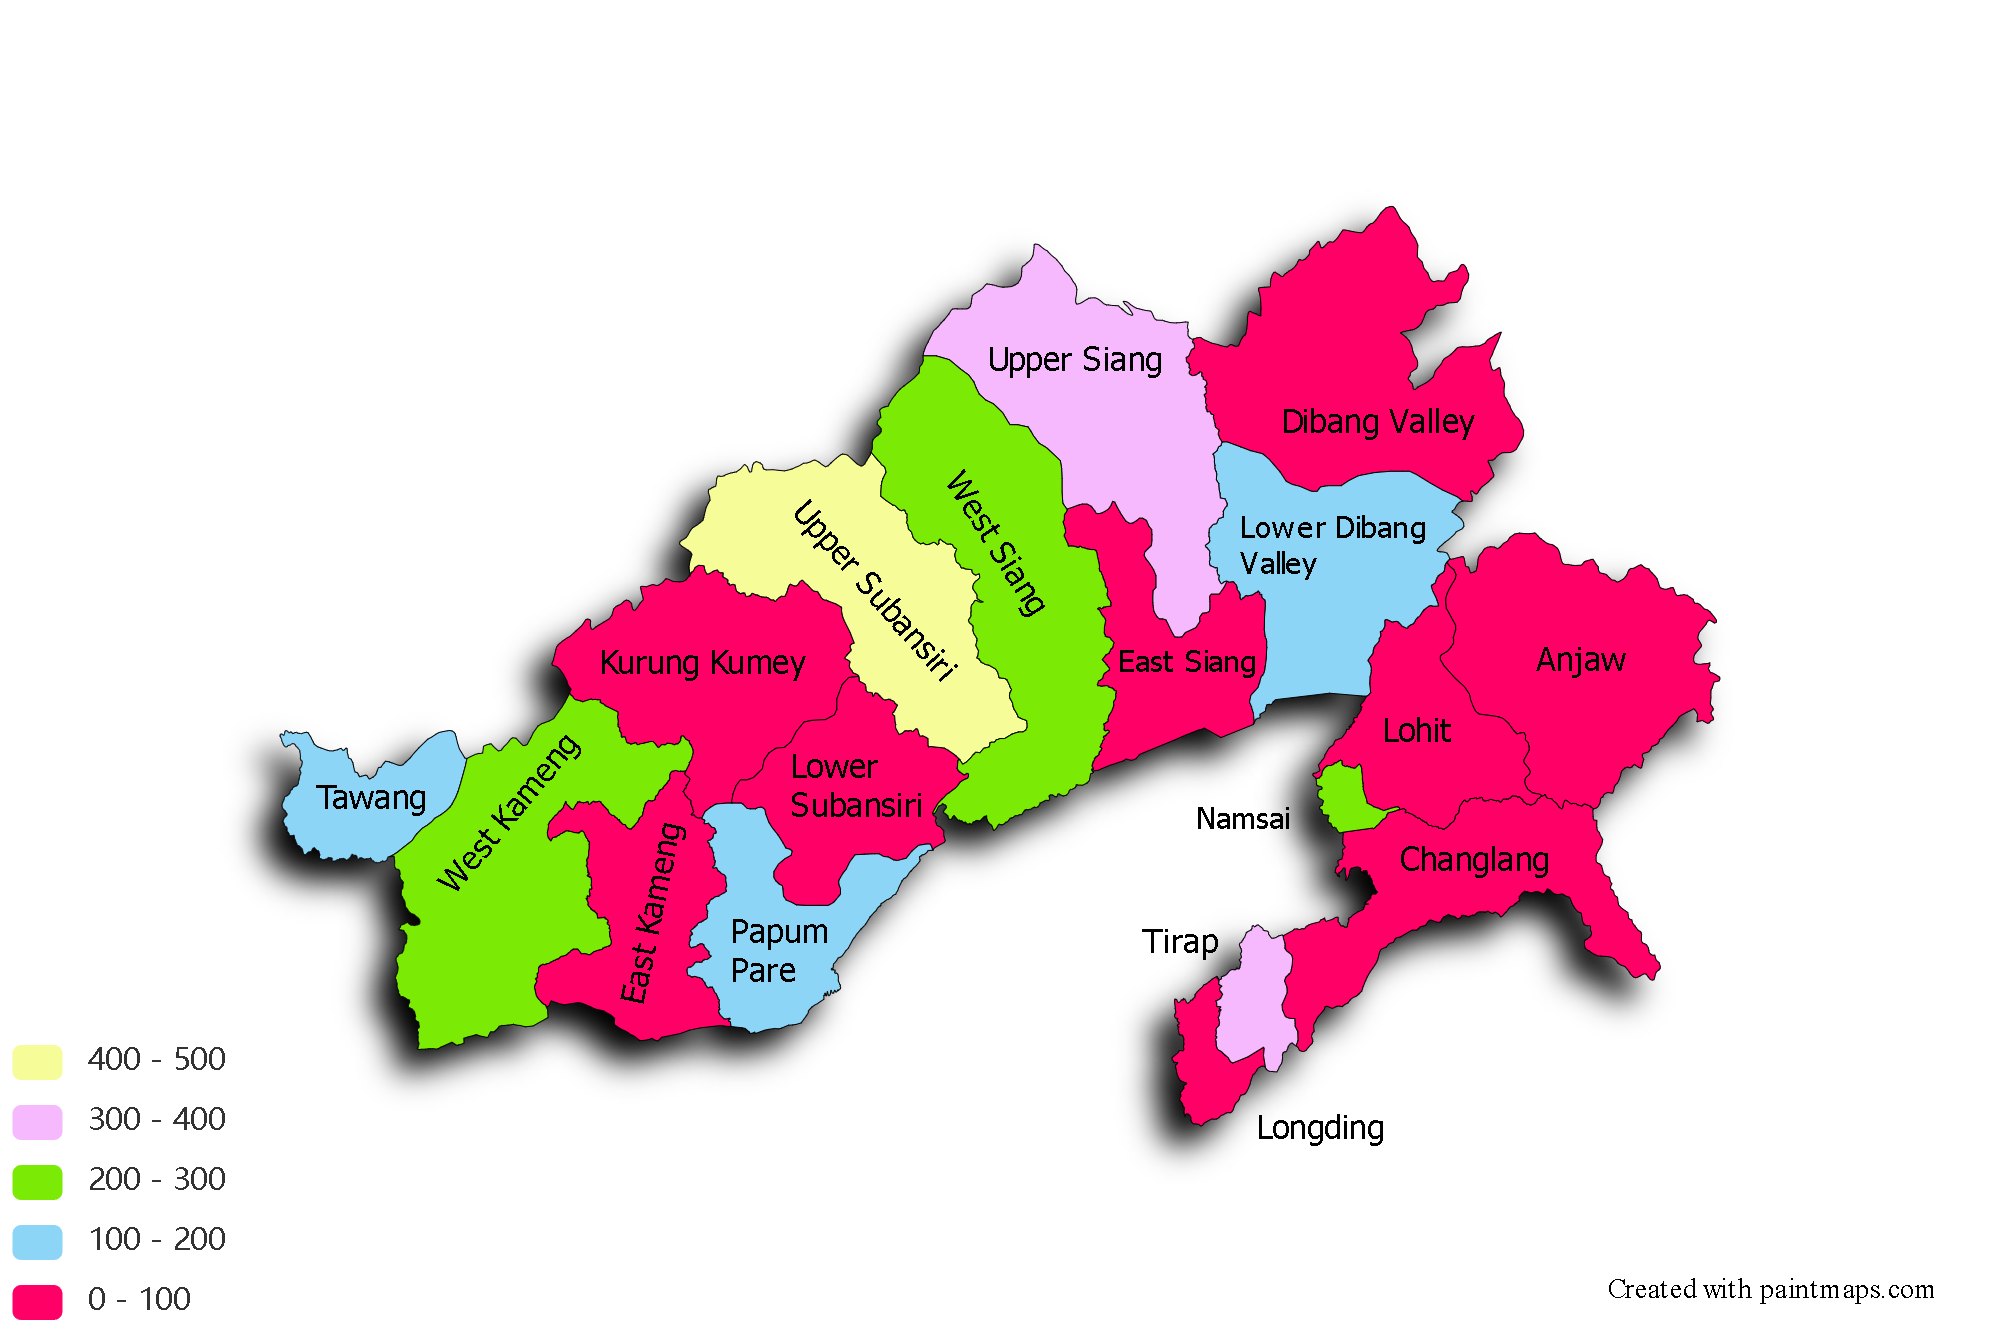 Upper Siang
Dibang Valley
West Siang
Upper Subansiri
Lower Dibang
Valley
Kurung Kumey
East Siang
Anjaw
Lohit
Tawang
West Kameng
Lower
Subansiri
Namsai
Changlang
East Kameng
Papum
Pare
Tirap
Longding
400 - 500
300 - 400
200 - 300
100 - 200
0 - 100
Created with paintmaps.com